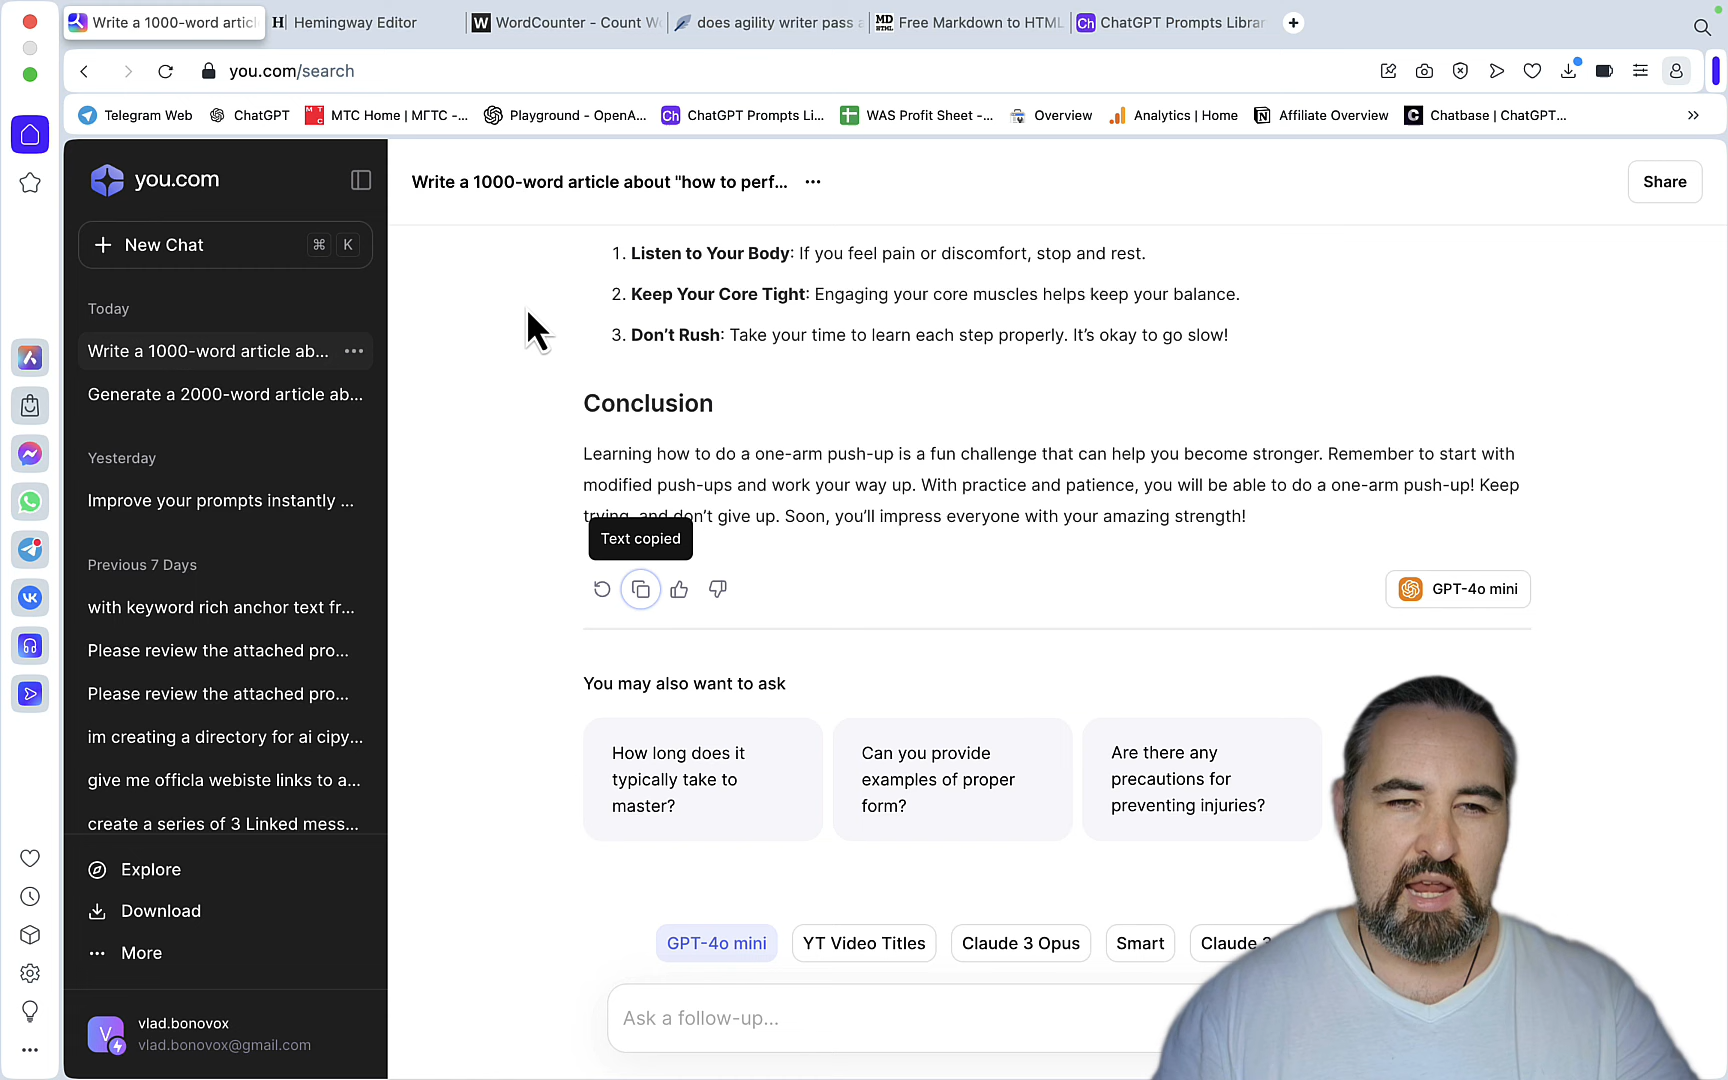 Write a 1000-word articl
Hemingway Editor
WordCounter - Count W
does agility writer pass a
Free Markdown to HTML
ChatGPT Prompts Librar
you.com/search
Telegram Web
ChatGPT
МТС Home | МГТС -...
Playground - OpenA...
ChatGPT Prompts Li...
WAS Profit Sheet -...
Overview
Analytics | Home
Affiliate Overview
Chatbase | ChatGPT...
you.com
New Chat
⌘ K
Today
Write a 1000-word article ab...
Generate a 2000-word article ab...
Yesterday
Improve your prompts instantly ...
Previous 7 Days
with keyword rich anchor text fr...
Please review the attached pro...
Please review the attached pro...
im creating a directory for ai cipy...
give me officla webiste links to a...
create a series of 3 Linked mess...
Explore
Download
More
vlad.bonovox
vlad.bonovox@gmail.com
Write a 1000-word article about "how to perf...
Share
1. Listen to Your Body: If you feel pain or discomfort, stop and rest.
2. Keep Your Core Tight: Engaging your core muscles helps keep your balance.
3. Don’t Rush: Take your time to learn each step properly. It’s okay to go slow!
Conclusion
Learning how to do a one-arm push-up is a fun challenge that can help you become stronger. Remember to start with
modified push-ups and work your way up. With practice and patience, you will be able to do a one-arm push-up! Keep
trying, and don’t give up. Soon, you’ll impress everyone with your amazing strength!
Text copied
GPT-4o mini
You may also want to ask
How long does it
typically take to
master?
Can you provide
examples of proper
form?
Are there any
precautions for
preventing injuries?
GPT-4o mini
YT Video Titles
Claude 3 Opus
Smart
Claude 3
Ask a follow-up...